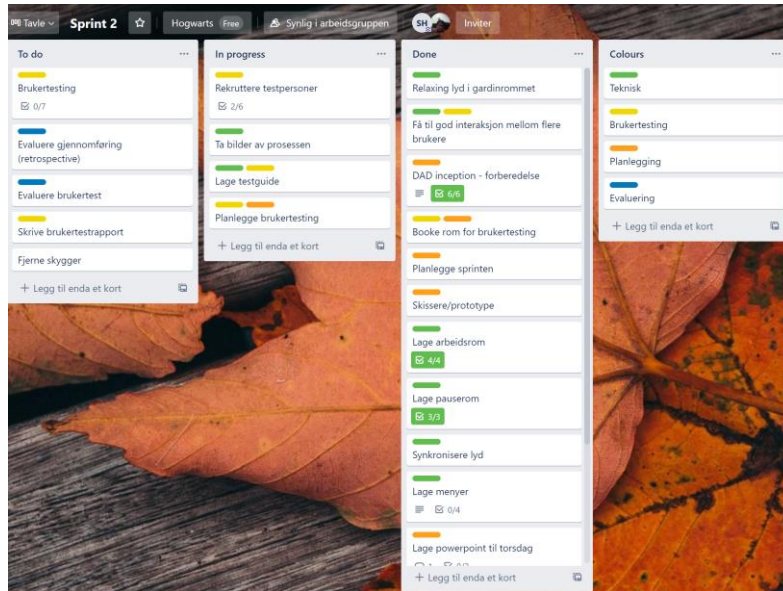 Tavle
Sprint 2
Hogwarts Free
Synlig i arbeidsgruppen
SH
Inviter
To do
Brukertesting
0/7
Evaluere gjennomføring
(retrospective)
Evaluere brukertest
Skrive brukertestrapport
Fjerne skygger
+ Legg til enda et kort
In progress
Rekruttere testpersoner
2/6
Ta bilder av prosessen
Lage testguide
Planlegge brukertesting
+ Legg til enda et kort
Done
Relaxing lyd i gardinrommet
Få til god interaksjon mellom flere
brukere
DAD inception - forberedelse
6/6
Booke rom for brukertesting
Planlegge sprinten
Skissere/prototype
Lage arbeidsrom
4/4
Lage pauserom
3/3
Synkronisere lyd
Lage menyer
0/4
Lage powerpoint til torsdag
+ Legg til enda et kort
Colours
Teknisk
Brukertesting
Planlegging
Evaluering
+ Legg til enda et kort